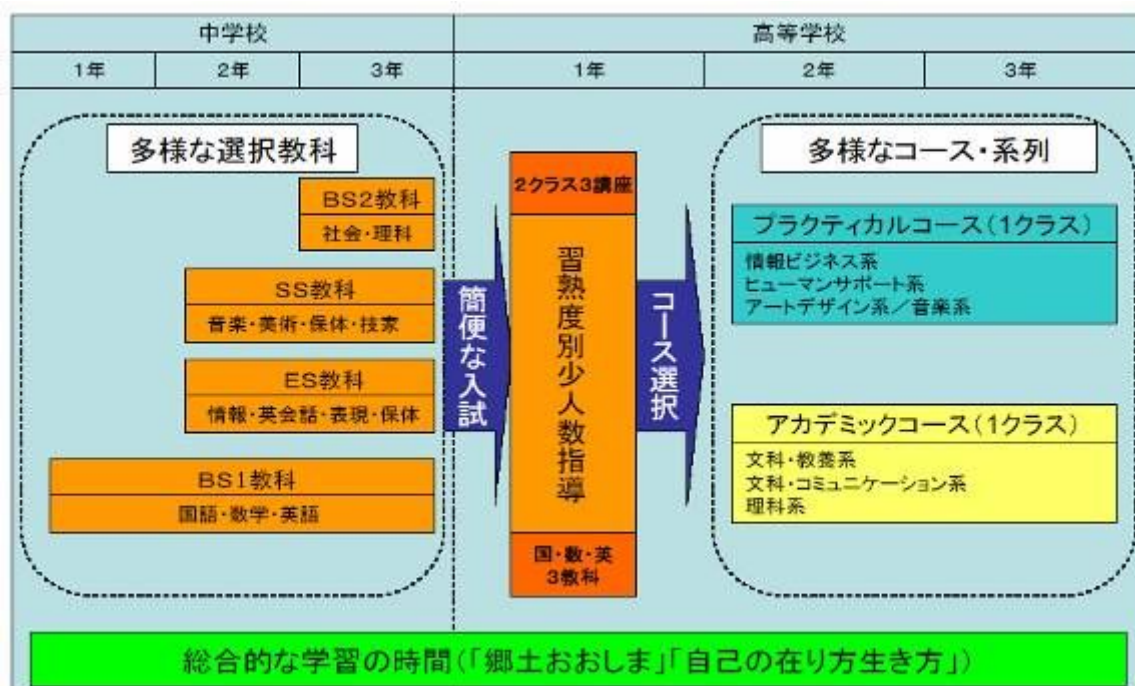 中学校
高等学校
1年
2年
3年
1年
2年
3年
多様な選択教科
BS2教科
社会・理科
SS教科
音楽・美術・保体・技家
ES教科
情報・英会話・表現・保体
BS1教科
国語・数学・英語
簡便な入試
2クラス3講座
習熟度別少人数指導
国・数・英
3教科
コース選択
多様なコース・系列
プラクティカルコース(1クラス)
情報ビジネス系
ヒューマンサポート系
アートデザイン系/音楽系
アカデミックコース(1クラス)
文科・教養系
文科・コミュニケーション系
理科系
総合的な学習の時間(「郷土おおしま」「自己の在り方生き方」)